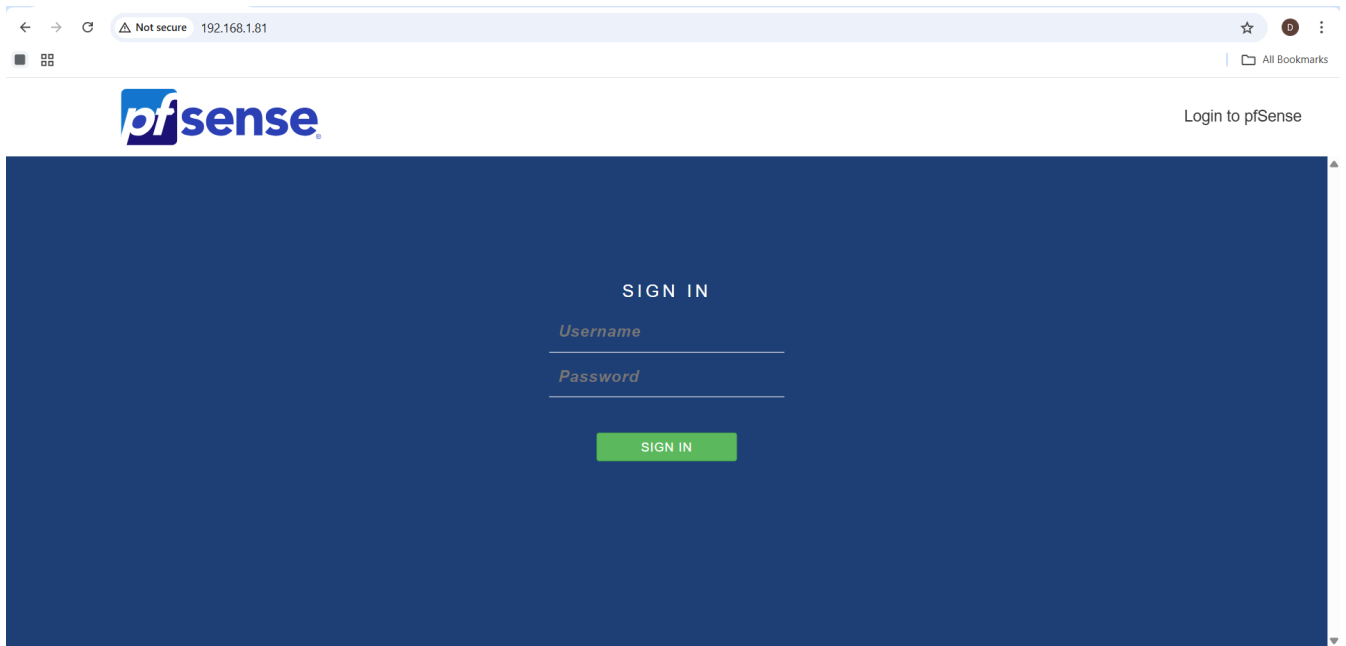 Not secure 192.168.1.81
D
All Bookmarks
pfsense®
Login to pfSense
SIGN IN
Username
Password
SIGN IN